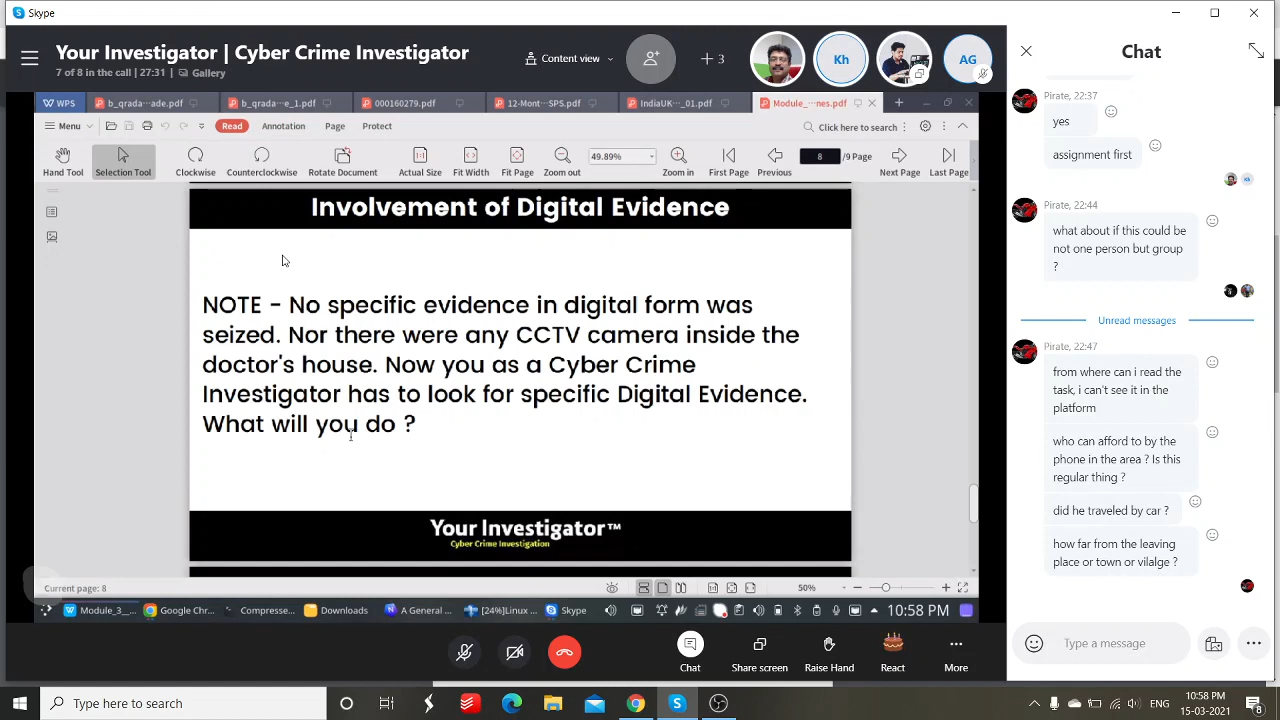 Skype
Your Investigator | Cyber Crime Investigator
7 of 8 in the call | 27:31 | Gallery
Content view
+ 3
Kh
AG
WPS
b_qrada---ade.pdf
b_qrada---e_1.pdf
000160279.pdf
12-Mont---SPS.pdf
IndiaUK---_01.pdf
Module_---nes.pdf
Menu
Read
Annotation
Page
Protect
Click here to search
Hand Tool
Selection Tool
Clockwise
Counterclockwise
Rotate Document
Actual Size
Fit Width
Fit Page
Zoom out
49.89%
Zoom in
First Page
Previous
8
/9 Page
Next Page
Last Page
Involvement of Digital Evidence
NOTE - No specific evidence in digital form was
seized. Nor there were any CCTV camera inside the
doctor's house. Now you as a Cyber Crime
Investigator has to look for specific Digital Evidence.
What will you do ?
Your Investigator™
Cyber Crime Investigation
Current page: 8
50%
Module_3__...
Google Chr...
Compresse...
Downloads
A General ...
[24%]Linux ...
Skype
10:58 PM
Chat
Share screen
Raise Hand
React
More
Chat
Pirate, 22:37
yes
assignment first
Kh
Pirate, 22:44
what about if this could be
not one person but group
?
Unread messages
Pirate, 22:47
from where can i read the
task, i can't see it in the
platform
who can afford to by the
phone in the area ? Is this
regular thing ?
did he traveled by car ?
how far from the leaving
place or town or vilalge ?
Type a message
Type here to search
ENG
10:58 PM
15-03-2021
8